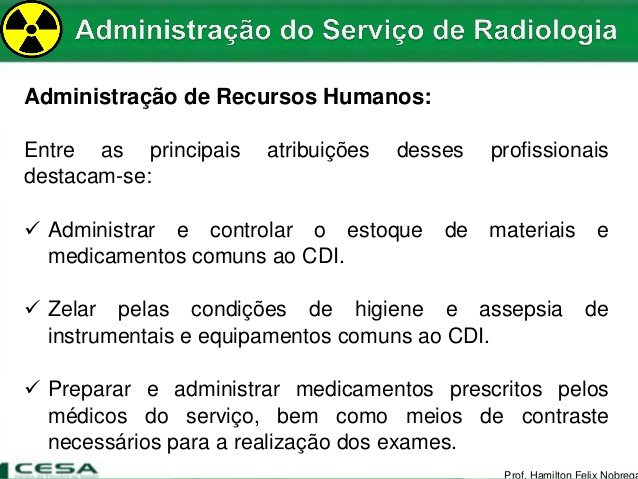 Administração do Serviço de Radiologia
Administração de Recursos Humanos:
Entre as principais atribuições desses profissionais
destacam-se:
✓ Administrar e controlar o estoque de materiais e
medicamentos comuns ao CDI.
✓ Zelar pelas condições de higiene e assepsia de
instrumentais e equipamentos comuns ao CDI.
✓ Preparar e administrar medicamentos prescritos pelos
médicos do serviço, bem como meios de contraste
necessários para a realização dos exames.
CESA
Prof. Hamilton Felix Nobrega